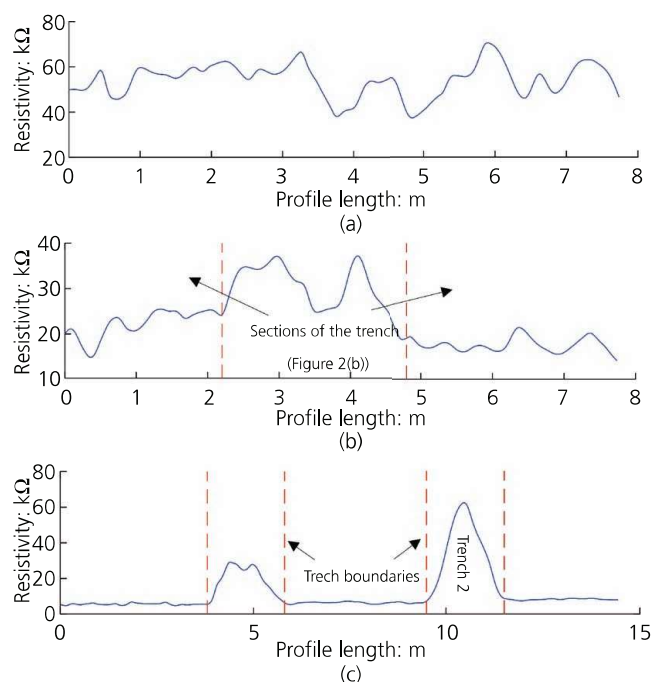 Resistivity: kΩ
80
60
40
20
0 1 2 3 4 5 6 7 8
Profile length: m
(a)
Resistivity: kΩ
40
30
20
10
Sections of the trench
(Figure 2(b))
0 1 2 3 4 5 6 7 8
Profile length: m
(b)
Resistivity: kΩ
80
60
40
20
0
Trech boundaries
Trench 2
0 5 10 15
Profile length: m
(c)